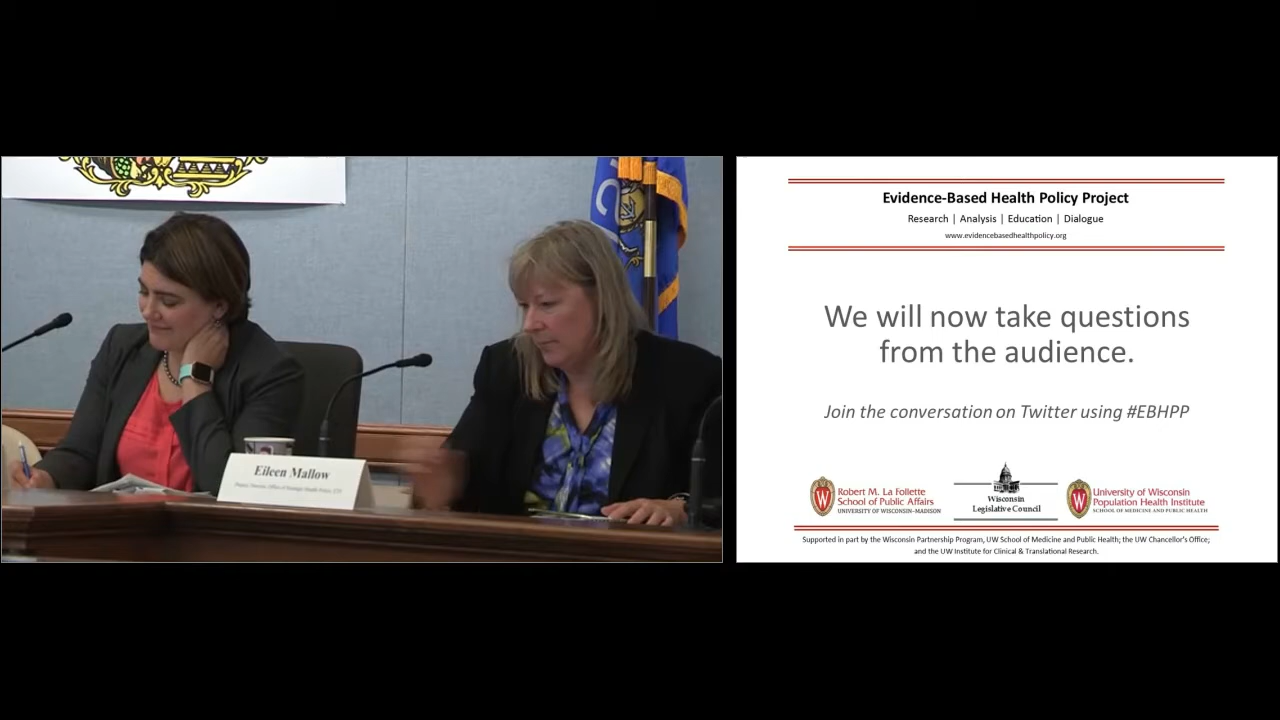 Eileen Mallow
Evidence-Based Health Policy Project
Research | Analysis | Education | Dialogue
www.evidencebasedhealthpolicy.org
We will now take questions
from the audience.
Join the conversation on Twitter using #EBHPP
W Robert M. La Follette
School of Public Affairs
UNIVERSITY OF WISCONSIN–MADISON
Wisconsin
Legislative Council
W University of Wisconsin
Population Health Institute
SCHOOL OF MEDICINE AND PUBLIC HEALTH
Supported in part by the Wisconsin Partnership Program, UW School of Medicine and Public Health; the UW Chancellor's Office;
and the UW Institute for Clinical & Translational Research.